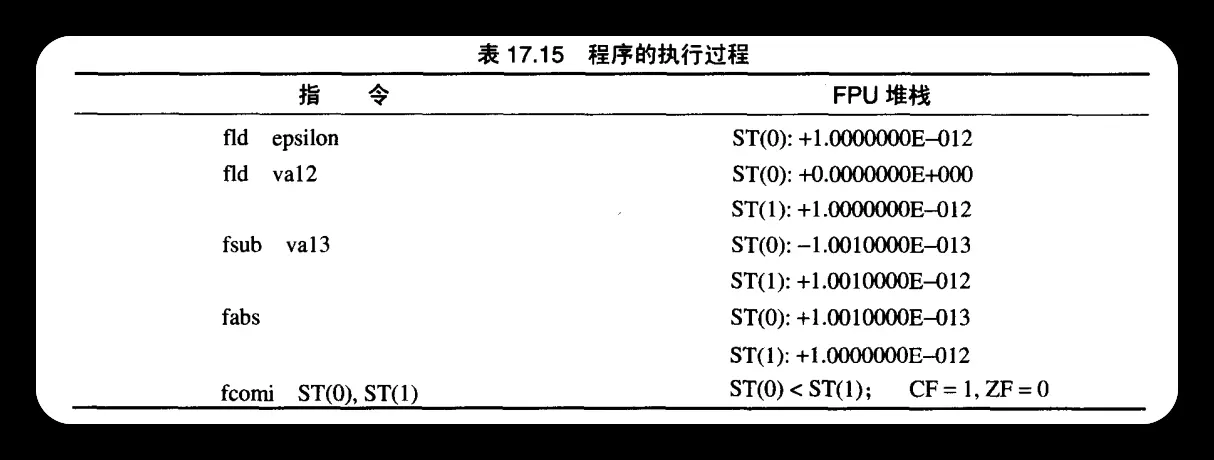 表 17.15 程序的执行过程
指 令 FPU 堆栈
fld epsilon ST(0): +1.0000000E–012
fld va12 ST(0): +0.0000000E+000
ST(1): +1.0000000E–012
fsub va13 ST(0): –1.0010000E–013
ST(1): +1.0010000E–012
fabs ST(0): +1.0010000E–013
ST(1): +1.0000000E–012
fcomi ST(0), ST(1) ST(0) < ST(1); CF = 1, ZF = 0